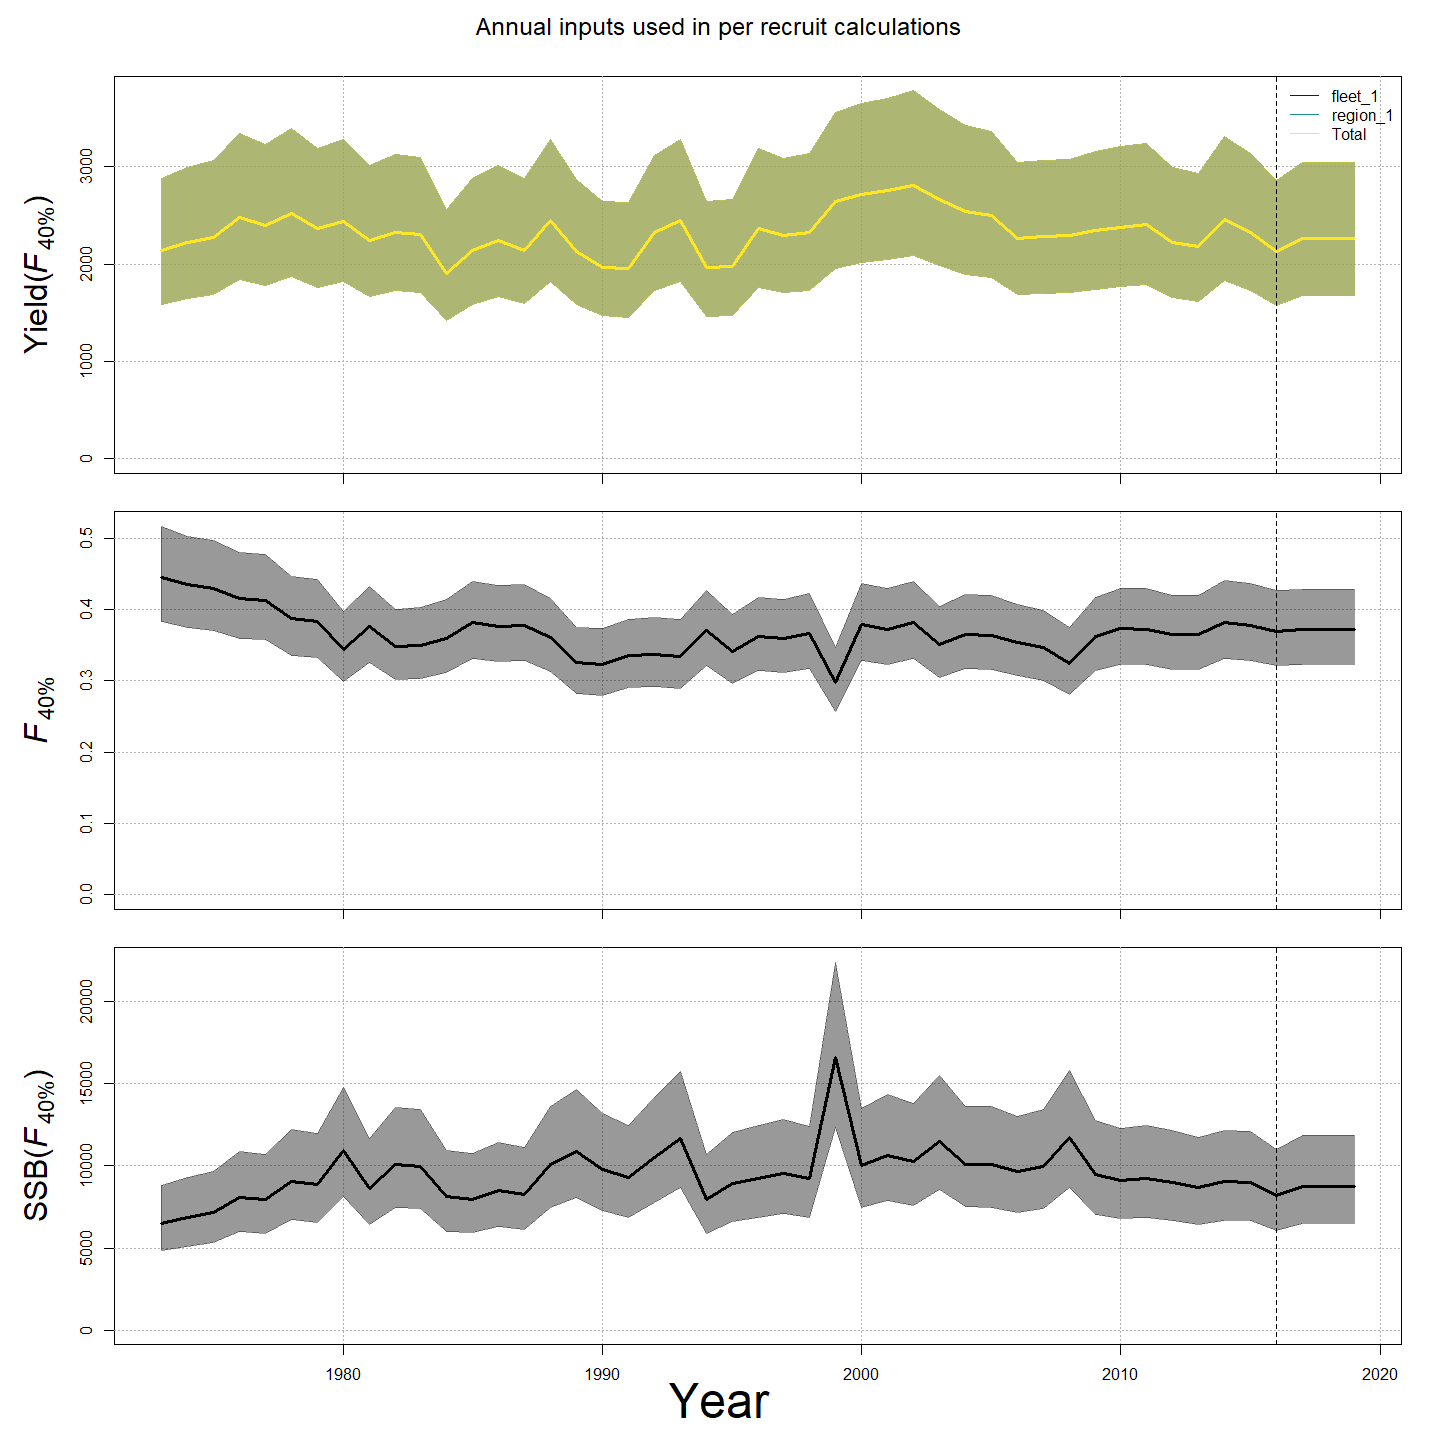 Annual inputs used in per recruit calculations
Yield(F40%)
3000
2000
1000
0
fleet_1
region_1
Total
F40%
0.5
0.4
0.3
0.2
0.1
0.0
SSB(F40%)
20000
15000
10000
5000
0
1980 1990 2000 2010 2020
Year